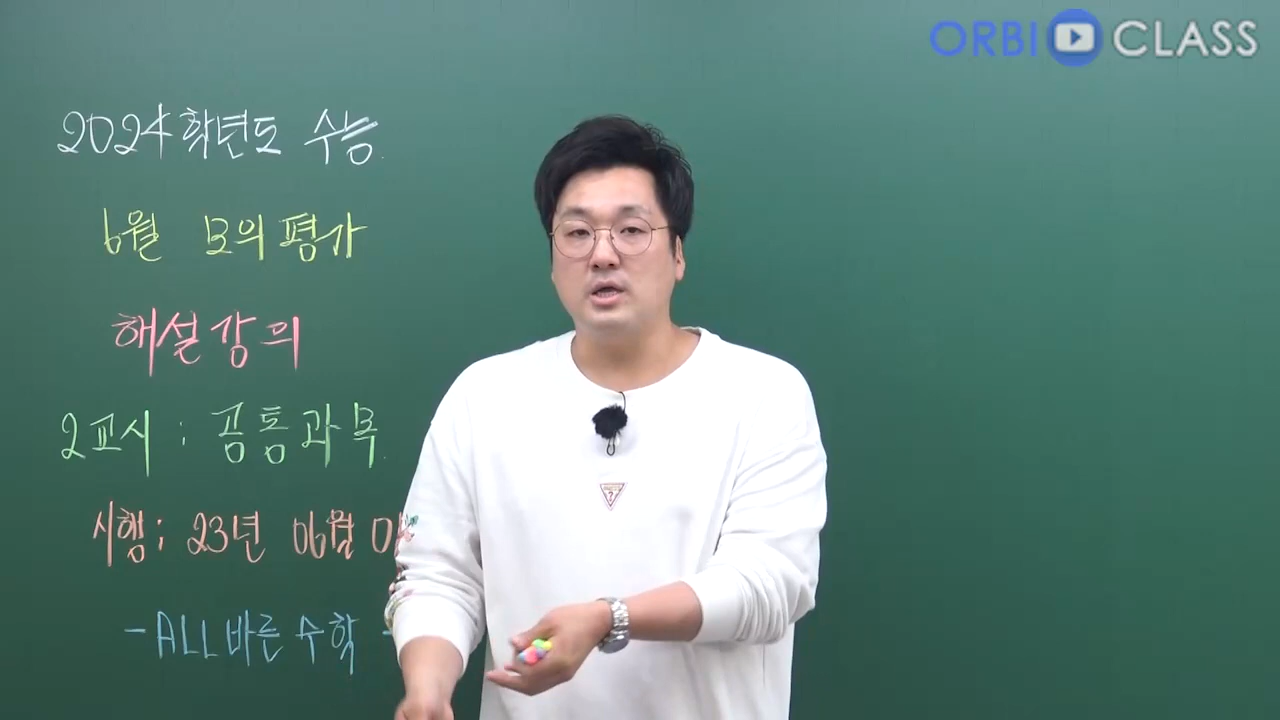 ORBI CLASS
2024학년도 수능
6월 모의평가
해설강의
2교시 : 공통과목
시행: 23년 06월 0
-ALL바른수학-
?